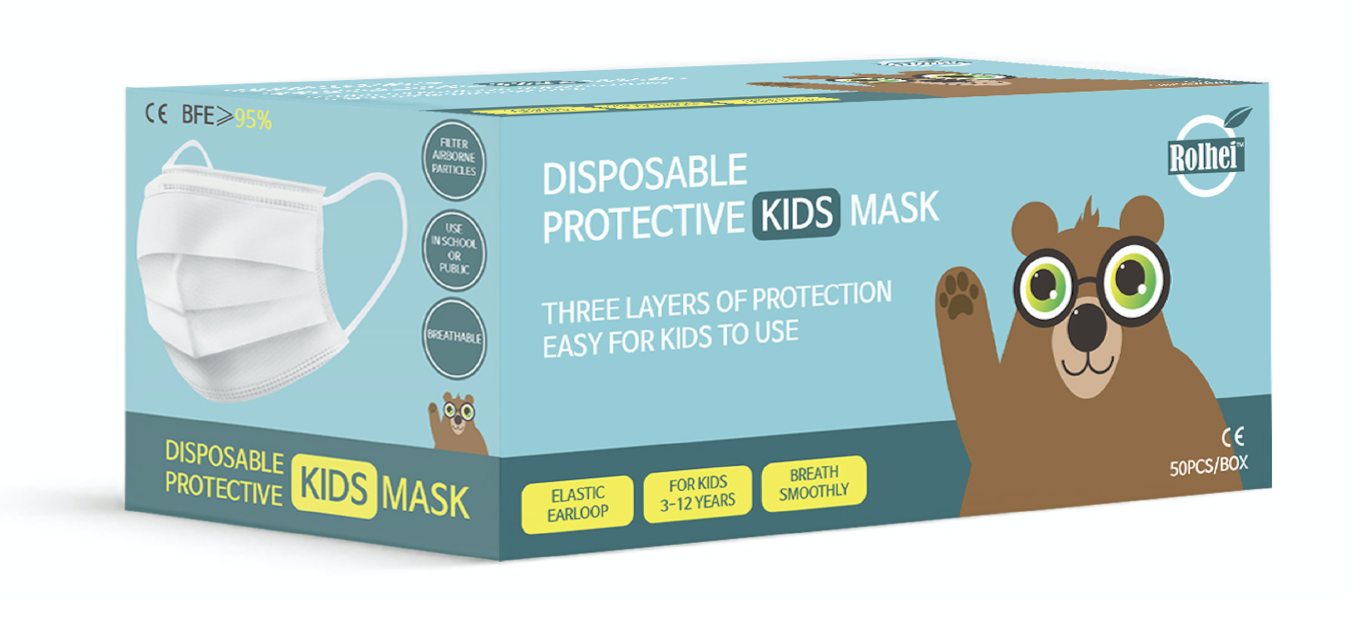 CE BFE≥95%
FILTER
AIRBORNE
PARTICLES
USE
IN SCHOOL
OR
PUBLIC
BREATHABLE
DISPOSABLE
PROTECTIVE KIDS MASK
DISPOSABLE
PROTECTIVE KIDS MASK
THREE LAYERS OF PROTECTION
EASY FOR KIDS TO USE
Rolhei™
ELASTIC
EARLOOP
FOR KIDS
3-12 YEARS
BREATH
SMOOTHLY
CE
50PCS/BOX